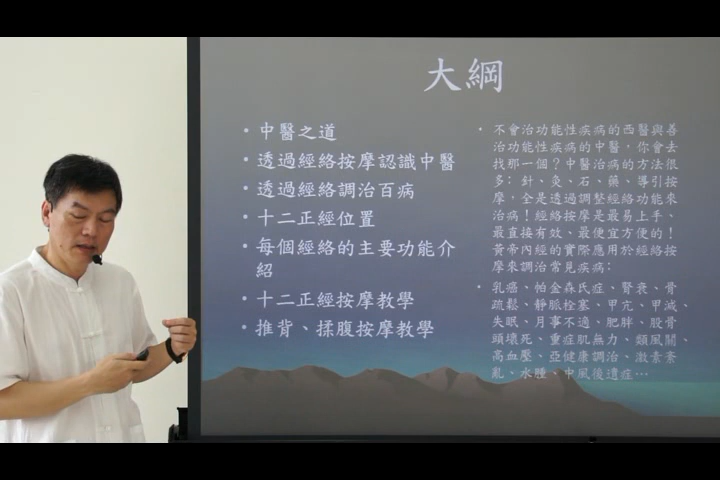 大綱
• 中醫之道
• 透過經絡按摩認識中醫
• 透過經絡調治百病
• 十二正經位置
• 每個經絡的主要功能介
紹
• 十二正經按摩教學
• 推背、揉腹按摩教學
• 不會治功能性疾病的西醫與善
治功能性疾病的中醫，你會去
找那一個？中醫治病的方法很
多：針、灸、石、藥、導引按
摩，全是透過調整經絡功能來
治病！經絡按摩是最易上手、
最直接有效、最便宜方便的！
黃帝內經的實際應用於經絡按
摩來調治常見疾病：
• 乳癌、帕金森氏症、腎衰、骨
疏鬆、靜脈栓塞、甲亢、甲減、
失眠、月事不適、肥胖、股骨
頭壞死、重症肌無力、類風關、
高血壓、亞健康調治、激素紊
亂、水腫、中風後遺症…